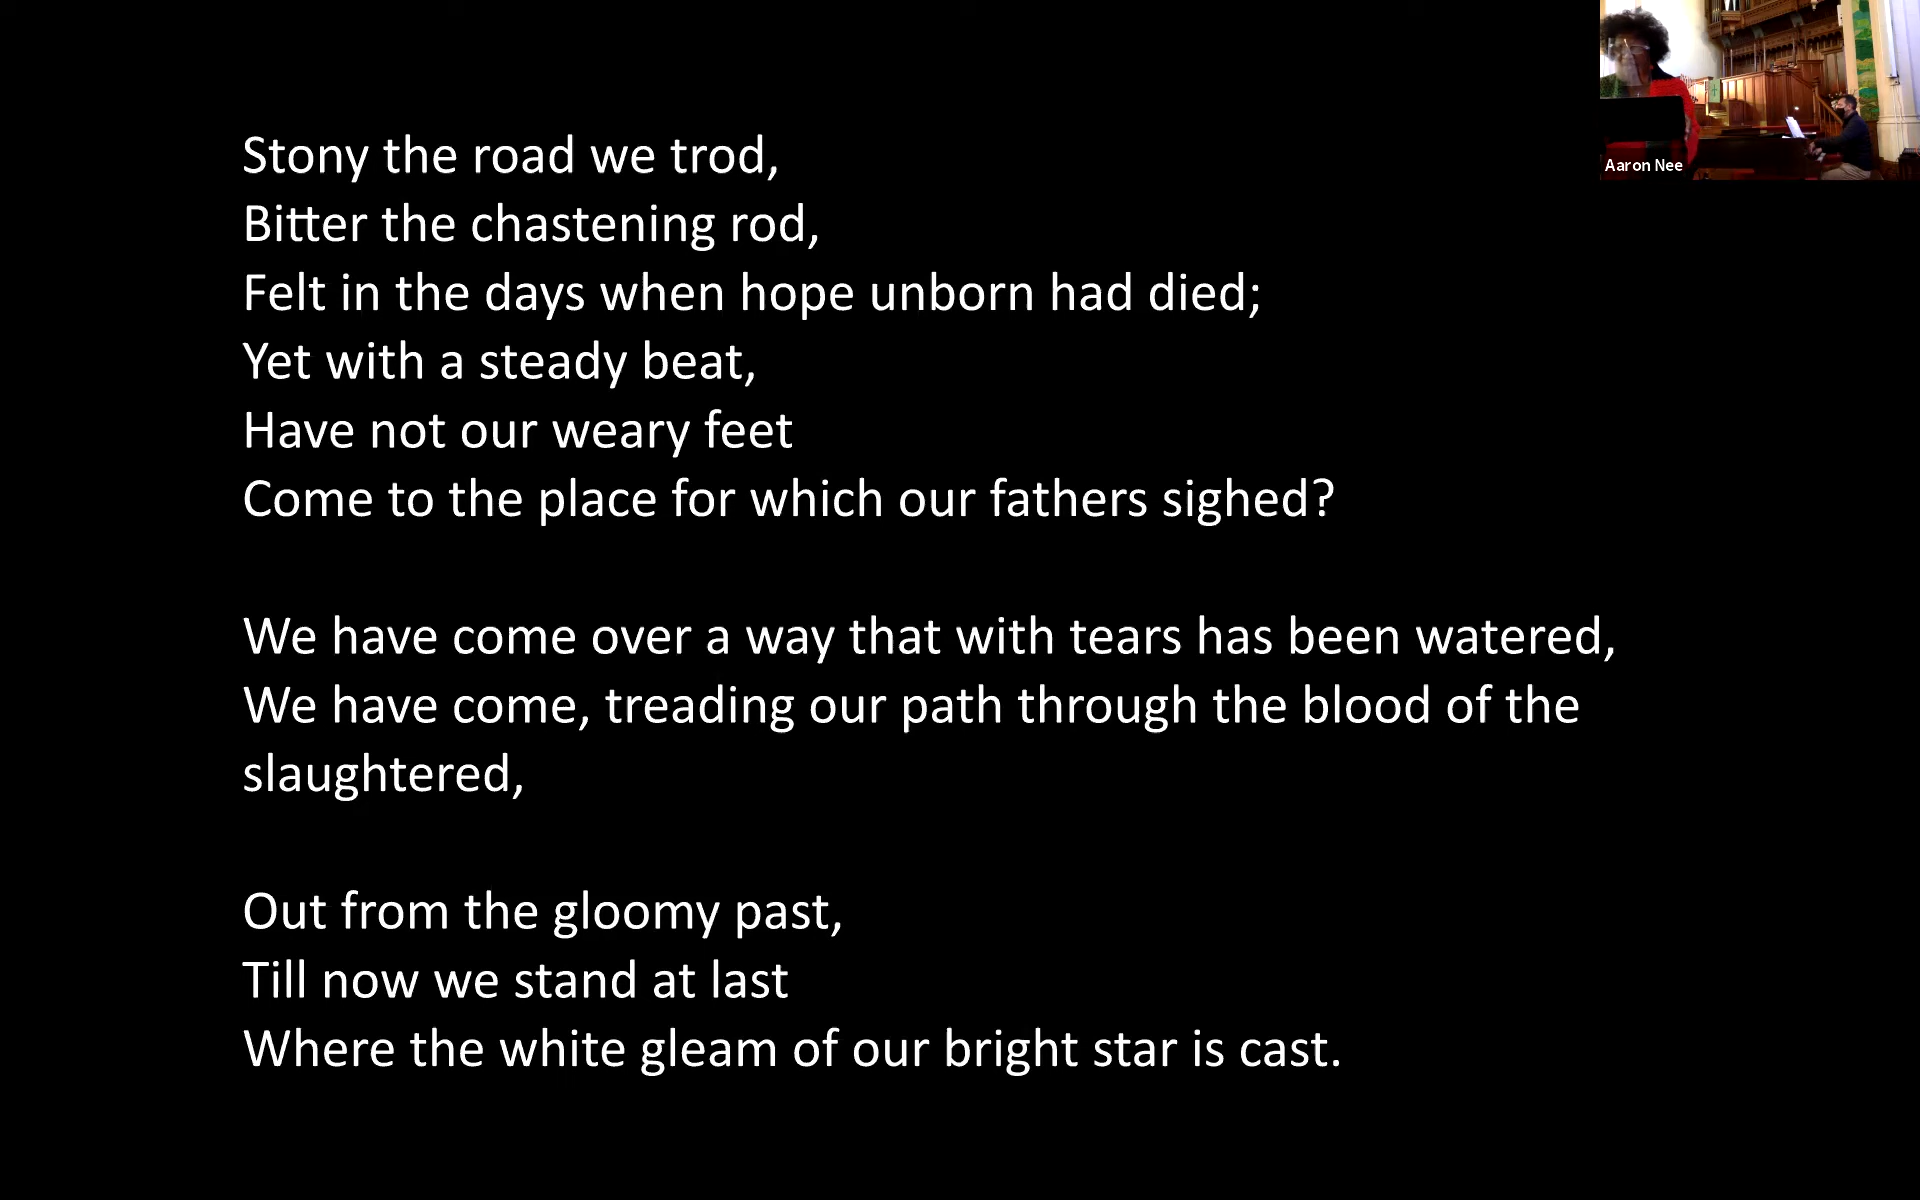 Stony the road we trod,
Bitter the chastening rod,
Felt in the days when hope unborn had died;
Yet with a steady beat,
Have not our weary feet
Come to the place for which our fathers sighed?
We have come over a way that with tears has been watered,
We have come, treading our path through the blood of the
slaughtered,
Out from the gloomy past,
Till now we stand at last
Where the white gleam of our bright star is cast.
Aaron Nee